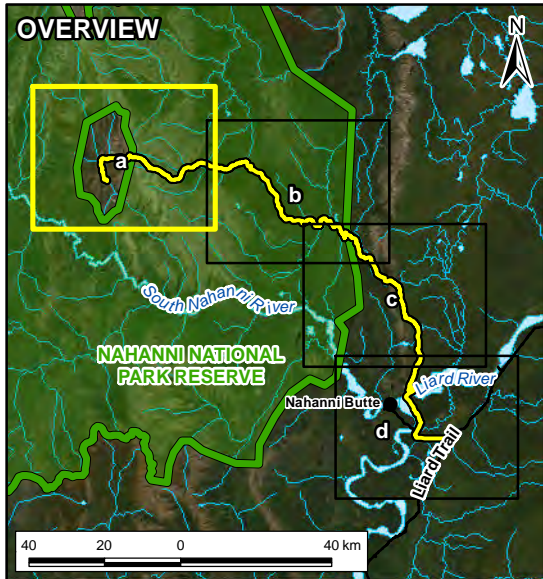 OVERVIEW
N
a
b
South Nahanni River
c
NAHANNI NATIONAL
PARK RESERVE
Liard River
Nahanni Butte
d
Liard Trail
40 20 0 40 km